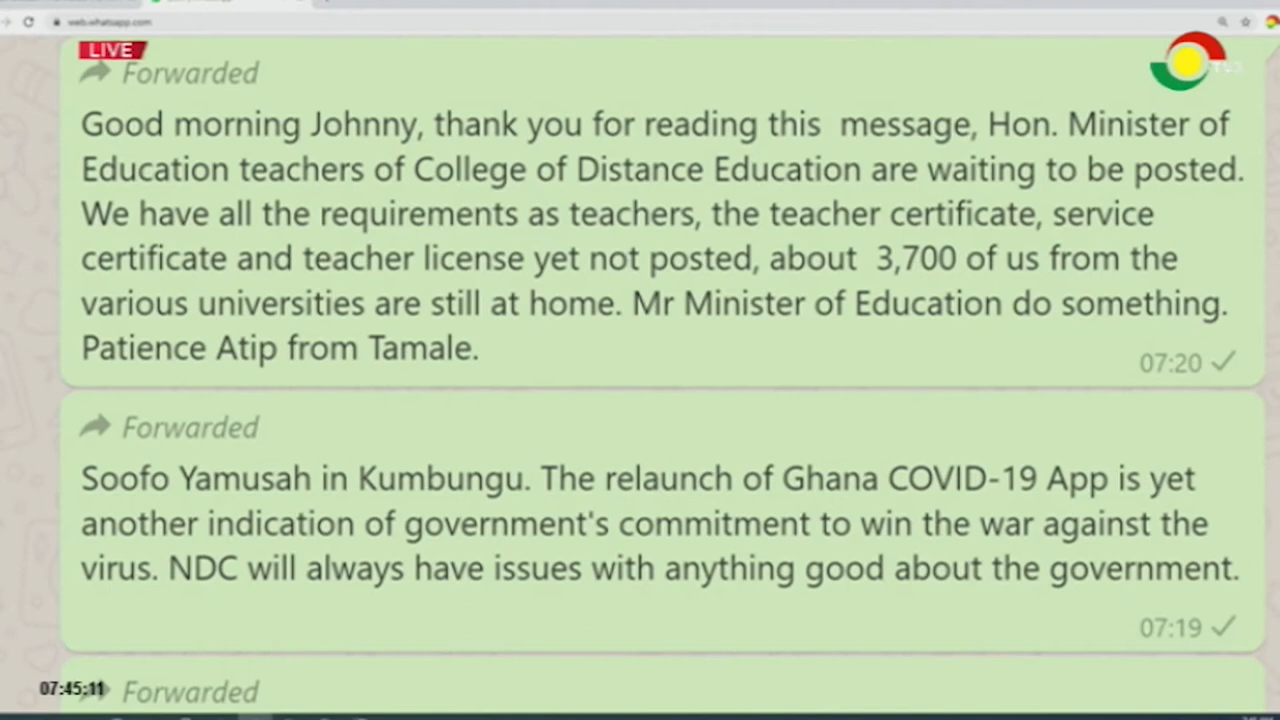 web.whatsapp.com
LIVE
Forwarded
Good morning Johnny, thank you for reading this message, Hon. Minister of
Education teachers of College of Distance Education are waiting to be posted.
We have all the requirements as teachers, the teacher certificate, service
certificate and teacher license yet not posted, about 3,700 of us from the
various universities are still at home. Mr Minister of Education do something.
Patience Atip from Tamale.
07:20
Forwarded
Soofo Yamusah in Kumbungu. The relaunch of Ghana COVID-19 App is yet
another indication of government's commitment to win the war against the
virus. NDC will always have issues with anything good about the government.
07:19
07:45:11
Forwarded